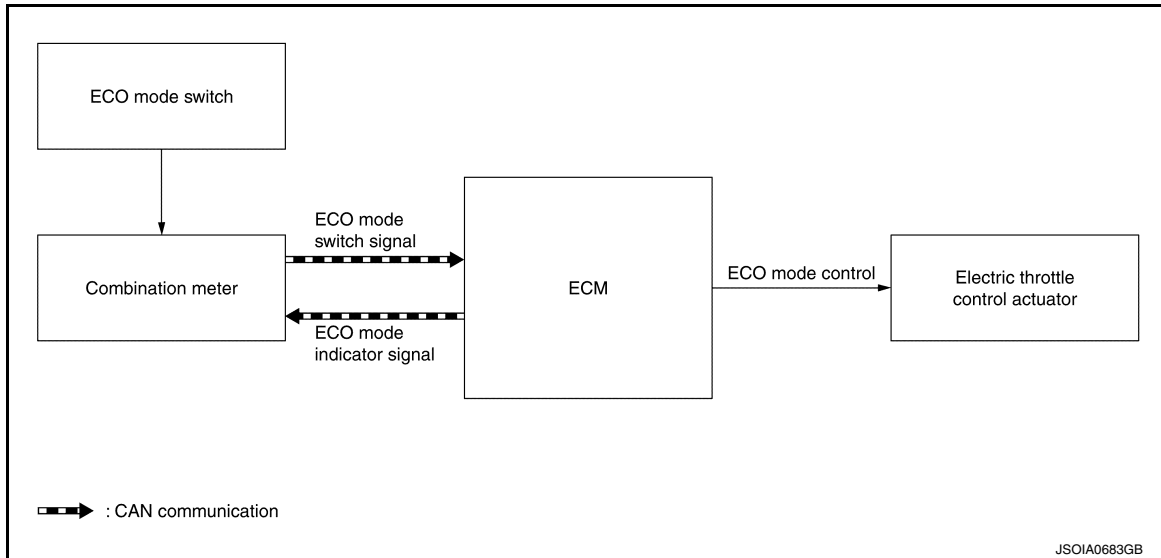 ECO mode switch
Combination meter
ECO mode
switch signal
ECO mode
indicator signal
ECM
ECO mode control
Electric throttle
control actuator
: CAN communication
JSOIA0683GB